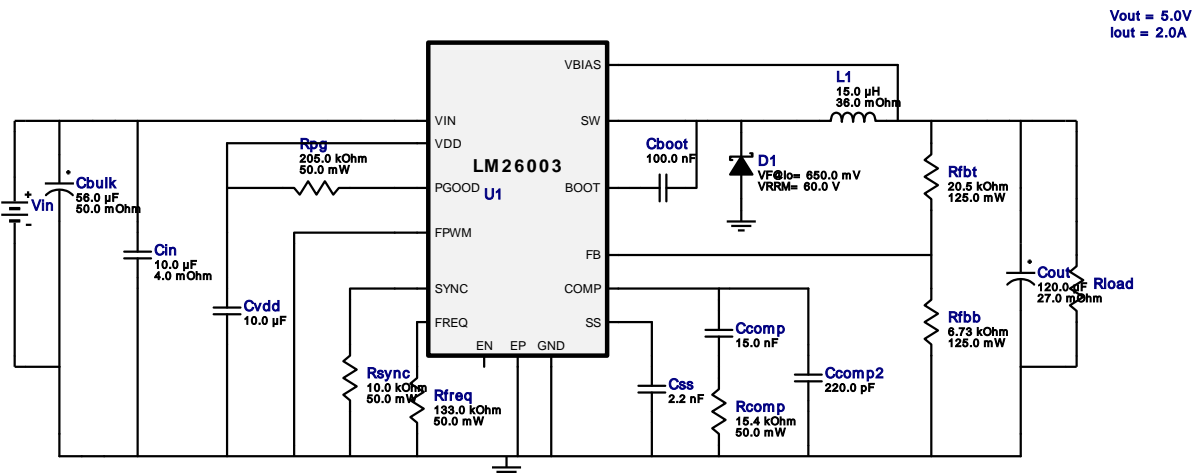 Vout = 5.0V
Iout = 2.0A
VBIAS
L1
15.0 µH
36.0 mOhm
VIN
SW
VDD
Rpg
205.0 kOhm
50.0 mW
Cboot
100.0 nF
LM26003
U1
D1
VF@Io= 650.0 mV
VRRM= 60.0 V
Rfbt
20.5 kOhm
125.0 mW
PGOOD
BOOT
Cbulk
56.0 µF
50.0 mOhm
+
Vin
-
FPWM
Cin
10.0 µF
4.0 mOhm
FB
Cout
120.0 µF
27.0 mOhm
Rload
SYNC
COMP
Cvdd
10.0 µF
FREQ
SS
Rfbb
6.73 kOhm
125.0 mW
Ccomp
15.0 nF
EN
EP
GND
Rsync
10.0 kOhm
50.0 mW
Rfreq
133.0 kOhm
50.0 mW
Css
2.2 nF
Ccomp2
220.0 pF
Rcomp
15.4 kOhm
50.0 mW